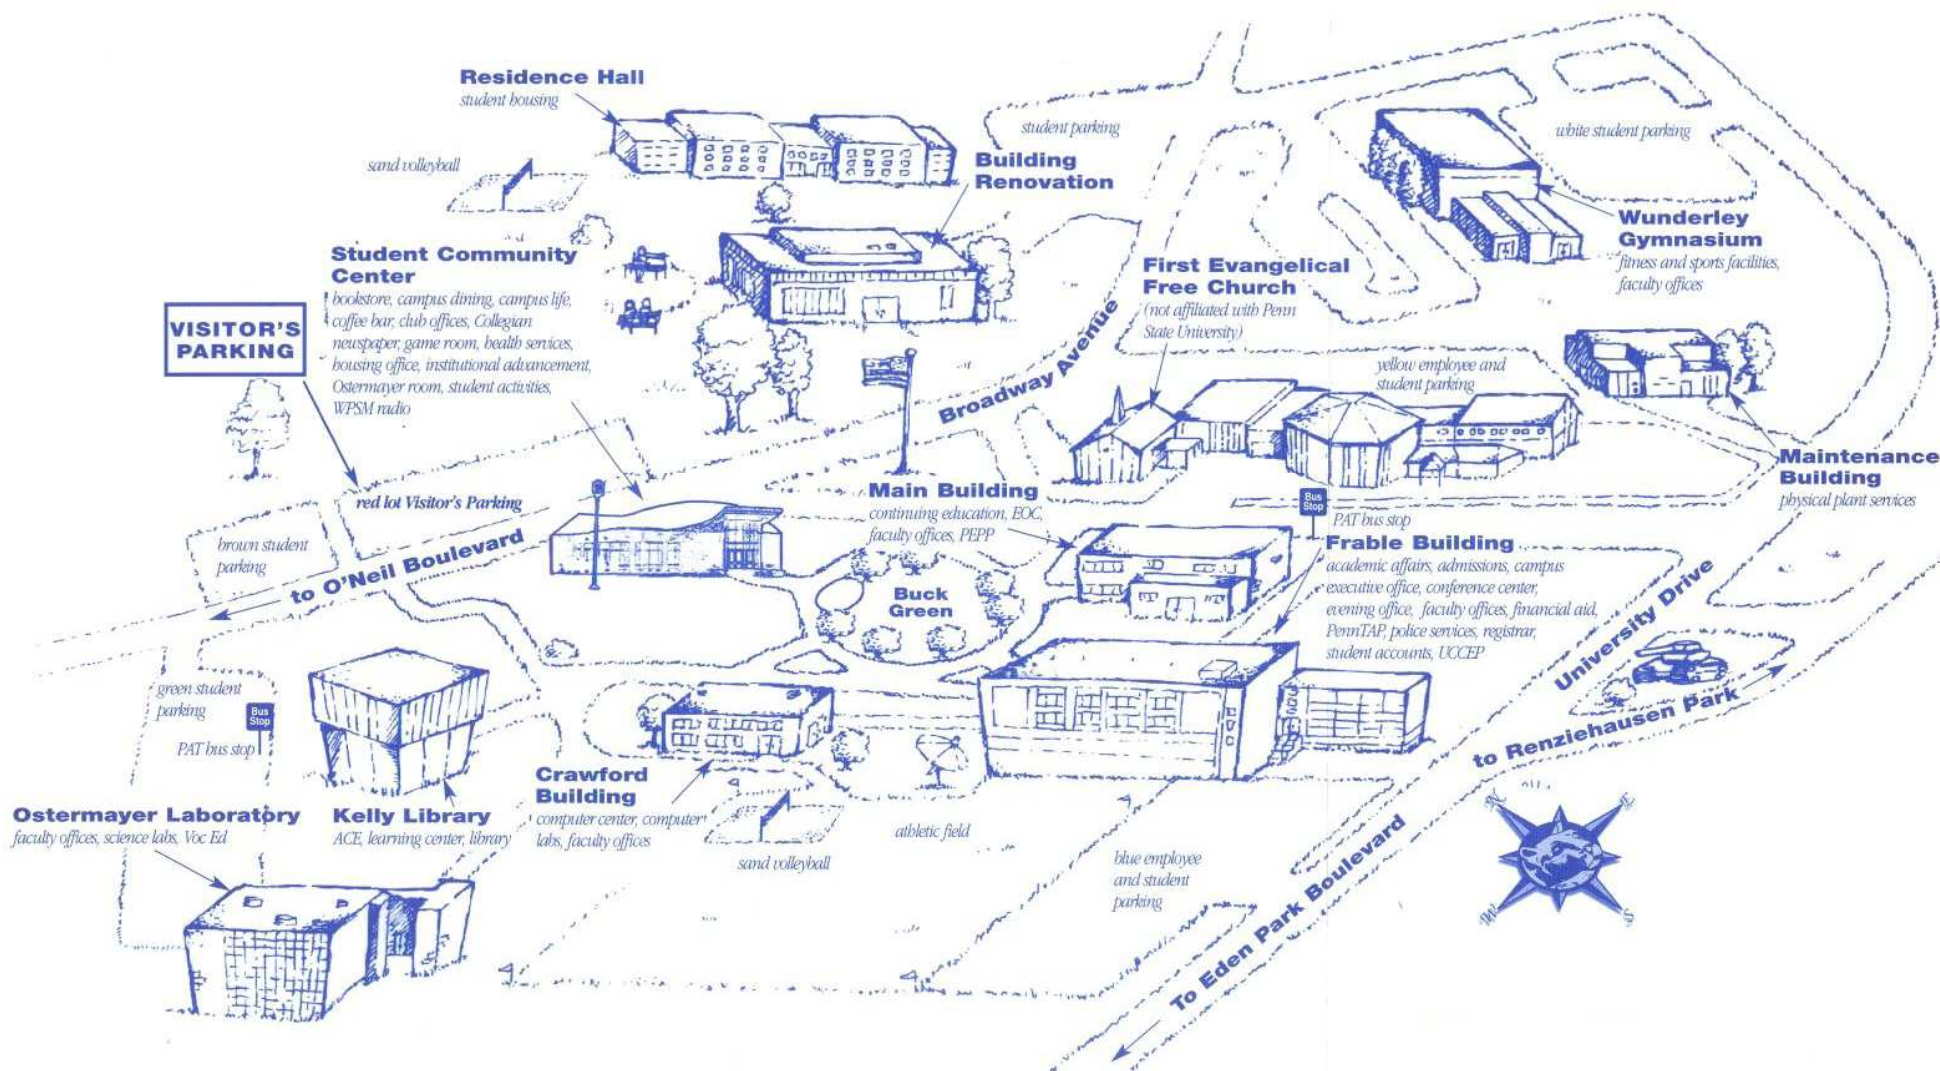 Residence Hall
student housing
sand volleyball
student parking
white student parking
Building
Renovation
Wunderley
Gymnasium
fitness and sports facilities,
faculty offices
Student Community
Center
bookstore, campus dining, campus life,
coffee bar, club offices, Collegian
newspaper, game room, health services,
housing office, institutional advancement,
Ostermayer room, student activities,
WPSM radio
VISITOR'S
PARKING
First Evangelical
Free Church
(not affiliated with Penn
State University)
Broadway Avenue
yellow employee and
student parking
Maintenance
Building
physical plant services
red lot Visitor's Parking
brown student
parking
to O'Neil Boulevard
Main Building
continuing education, EOC,
faculty offices, PEPP
Bus
Stop
PAT bus stop
Frable Building
academic affairs, admissions, campus
executive office, conference center,
evening office, faculty offices, financial aid,
PennTAP, police services, registrar,
student accounts, UCCEP
Buck
Green
University Drive
to Renziehausen Park
green student
parking
Bus
Stop
PAT bus stop
Ostermayer Laboratory
faculty offices, science labs, Voc Ed
Kelly Library
ACE, learning center, library
Crawford
Building
computer center, computer
labs, faculty offices
sand volleyball
athletic field
blue employee
and student
parking
To Eden Park Boulevard
N
E
W
S